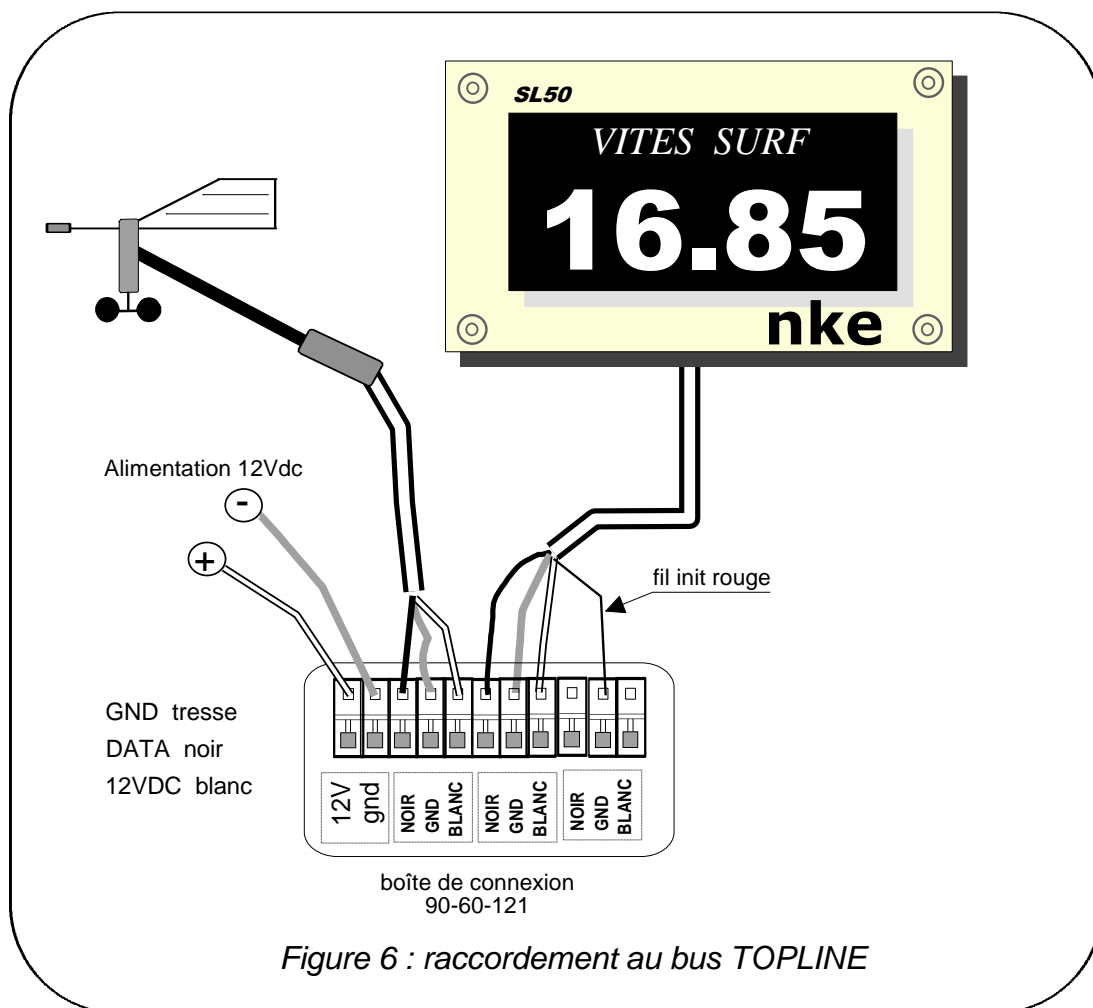 SL50
VITES SURF
16.85
nke
Alimentation 12Vdc
-
+
fil init rouge
GND tresse
DATA noir
12VDC blanc
12V
gnd
NOIR
GND
BLANC
NOIR
GND
BLANC
NOIR
GND
BLANC
boîte de connexion
90-60-121
Figure 6 : raccordement au bus TOPLINE